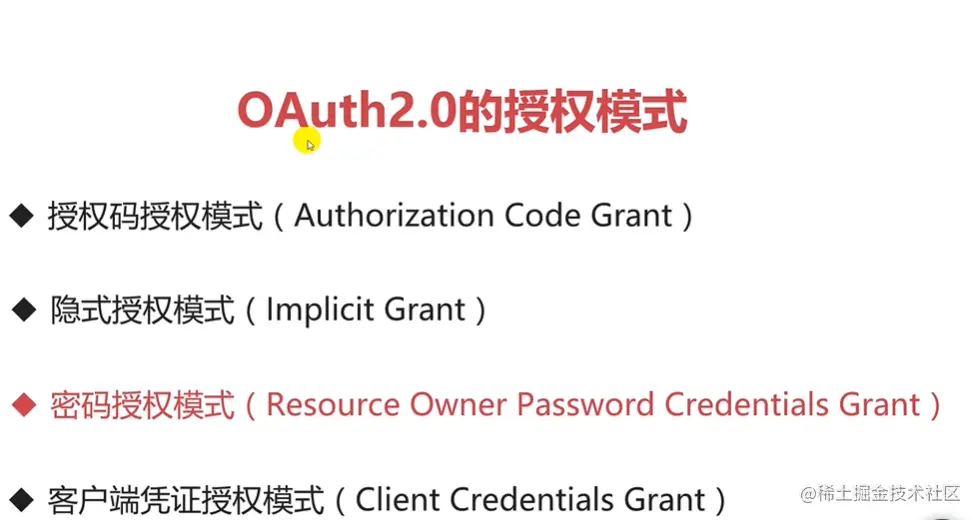 OAuth2.0的授权模式
授权码授权模式（Authorization Code Grant）
隐式授权模式（Implicit Grant）
密码授权模式（Resource Owner Password Credentials Grant）
客户端凭证授权模式（Client Credentials Grant）
@稀土掘金技术社区